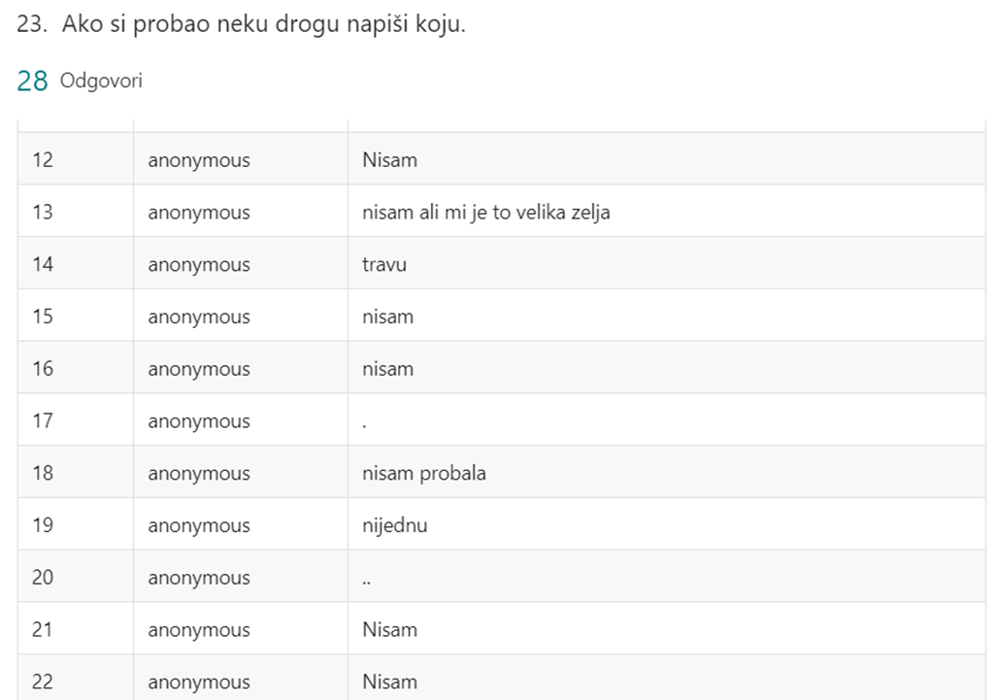 23. Ako si probao neku drogu napiši koju.
28 Odgovori
12 anonymous Nisam
13 anonymous nisam ali mi je to velika zelja
14 anonymous travu
15 anonymous nisam
16 anonymous nisam
17 anonymous .
18 anonymous nisam probala
19 anonymous nijednu
20 anonymous ..
21 anonymous Nisam
22 anonymous Nisam